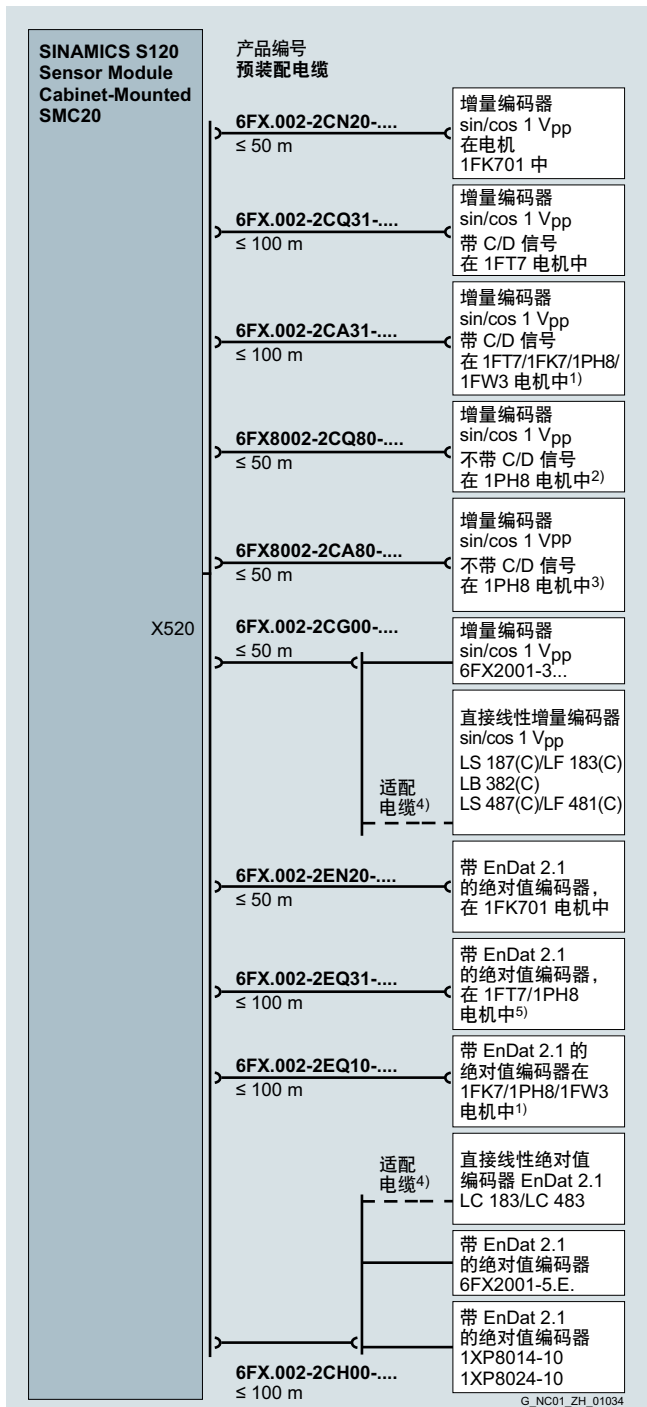 SINAMICS S120
Sensor Module
Cabinet-Mounted
SMC20
产品编号
预装配电缆
6FX.002-2CN20-....
≤ 50 m
增量编码器
sin/cos 1 Vpp
在电机
1FK701 中
6FX.002-2CQ31-....
≤ 100 m
增量编码器
sin/cos 1 Vpp
带 C/D 信号
在 1FT7 电机中
6FX.002-2CA31-....
≤ 100 m
增量编码器
sin/cos 1 Vpp
带 C/D 信号
在 1FT7/1FK7/1PH8/
1FW3 电机中1)
6FX8002-2CQ80-....
≤ 50 m
增量编码器
sin/cos 1 Vpp
不带 C/D 信号
在 1PH8 电机中2)
6FX8002-2CA80-....
≤ 50 m
增量编码器
sin/cos 1 VPP
不带 C/D 信号
在 1PH8 电机中3)
X520
6FX.002-2CG00-....
≤ 50 m
增量编码器
sin/cos 1 Vpp
6FX2001-3...
适配
电缆4)
直接线性增量编码器
sin/cos 1 Vpp
LS 187(C)/LF 183(C)
LB 382(C)
LS 487(C)/LF 481(C)
6FX.002-2EN20-....
≤ 50 m
带 EnDat 2.1
的绝对值编码器，
在 1FK701 电机中
6FX.002-2EQ31-....
≤ 100 m
带 EnDat 2.1
的绝对值编码器，
在 1FT7/1PH8
电机中5)
6FX.002-2EQ10-....
≤ 100 m
带 EnDat 2.1 的
绝对值编码器在
1FK7/1PH8/1FW3
电机中1)
适配
电缆4)
直接线性绝对值
编码器 EnDat 2.1
LC 183/LC 483
带 EnDat 2.1
的绝对值编码器
6FX2001-5.E.
带 EnDat 2.1
的绝对值编码器
1XP8014-10
1XP8024-10
6FX.002-2CH00-....
≤ 100 m
G_NC01_ZH_01034